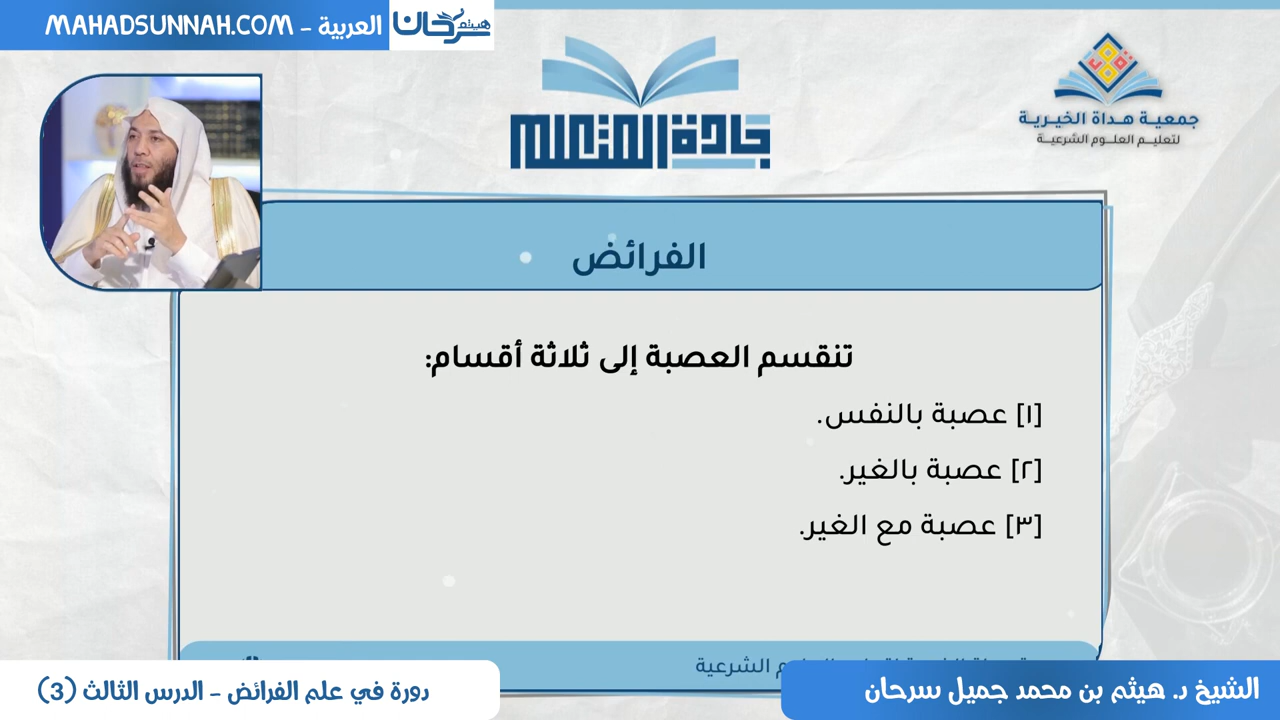 العربية - MAHADSUNNAH.COM
هيثم سرحان
جادة المتعلم
جمعية هداة الخيرية
لتعليم العلوم الشرعية
الفرائض
تنقسم العصبة إلى ثلاثة أقسام:
[١] عصبة بالنفس.
[٢] عصبة بالغير.
[٣] عصبة مع الغير.
الشرعية
الشيخ د. هيثم بن محمد جميل سرحان
دورة في علم الفرائض - الدرس الثالث (3)